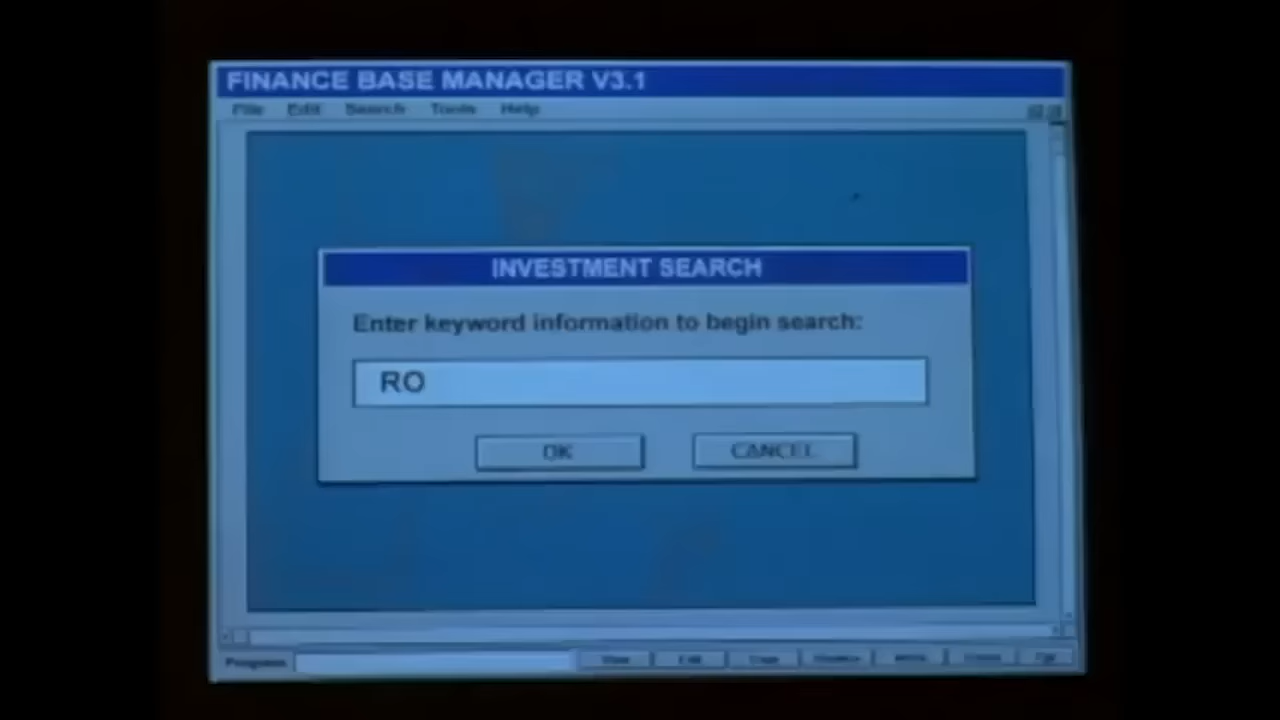 FINANCE BASE MANAGER V3.1
File Edit Search Tools Help
INVESTMENT SEARCH
Enter keyword information to begin search:
RO
OK CANCEL
Progress